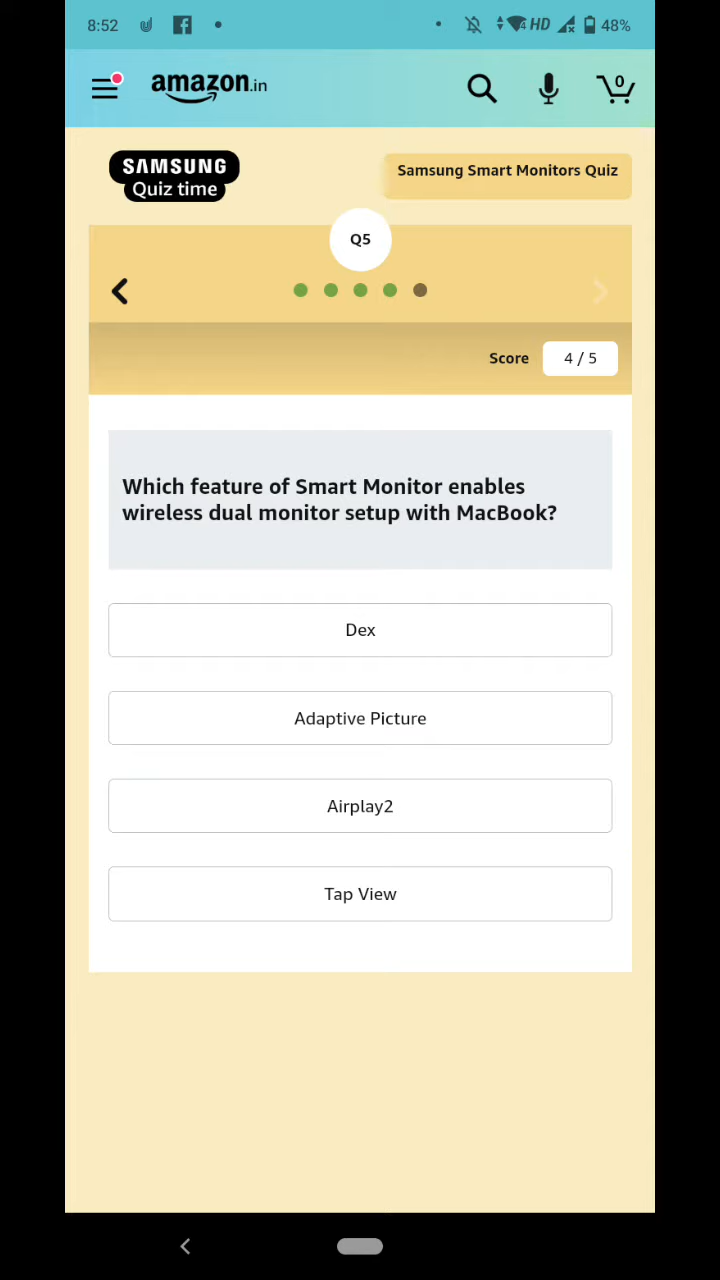 8:52
HD
48%
amazon.in
0
SAMSUNG
Quiz time
Samsung Smart Monitors Quiz
Q5
Score
4 / 5
Which feature of Smart Monitor enables
wireless dual monitor setup with MacBook?
Dex
Adaptive Picture
Airplay2
Tap View